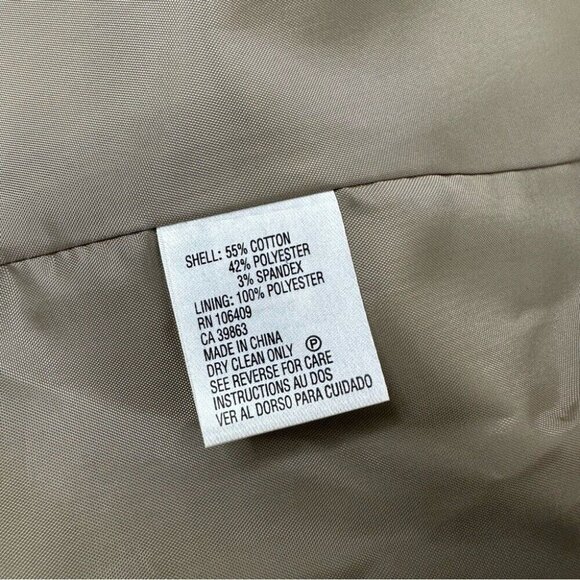 SHELL: 55% COTTON
42% POLYESTER
3% SPANDEX
LINING: 100% POLYESTER
RN 106409
CA 39863
MADE IN CHINA
DRY CLEAN ONLY Ⓟ
SEE REVERSE FOR CARE
INSTRUCTIONS AU DOS
VER AL DORSO PARA CUIDADO